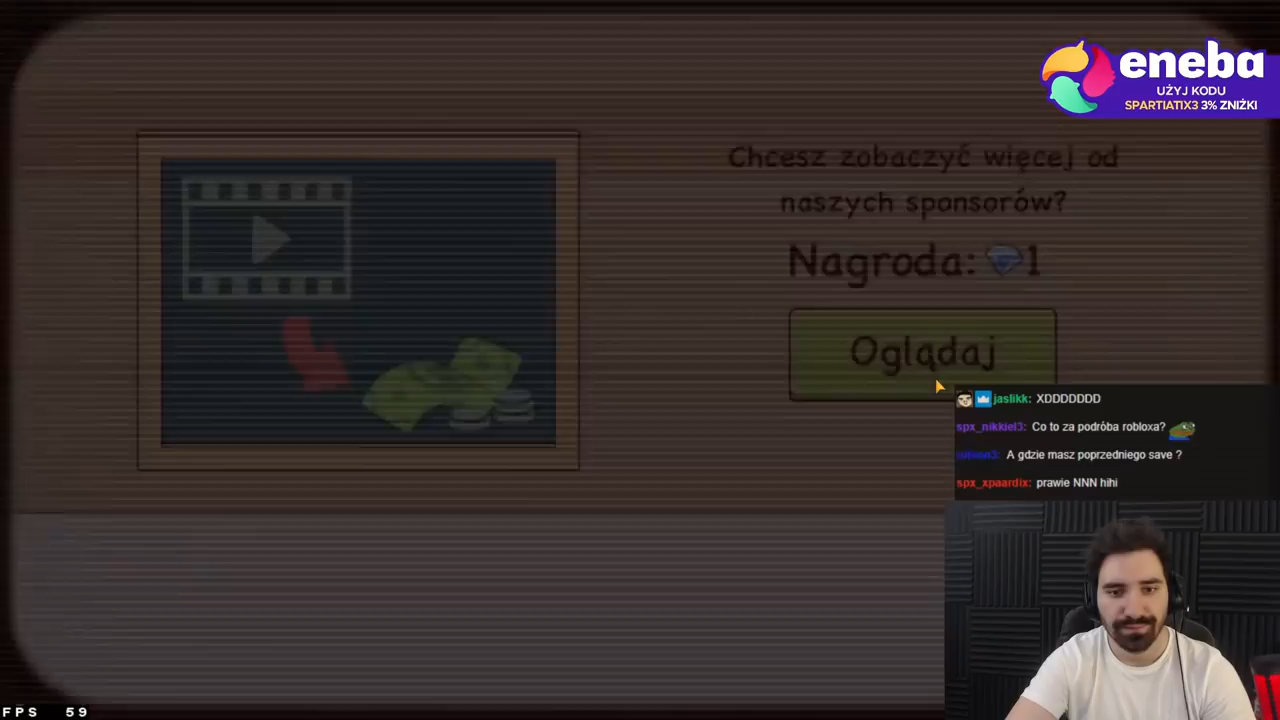 eneba
UŻYJ KODU
SPARTIATIX3 3% ZNIŻKI
Chcesz zobaczyć więcej od
naszych sponsorów?
Nagroda: 1
Oglądaj
jaslikk: XDDDDDDD
spx_nikkiel3: Co to za podróba robloxa?
A gdzie masz poprzedniego save ?
spx_xpaardix: prawie NNN hihi
FPS 59